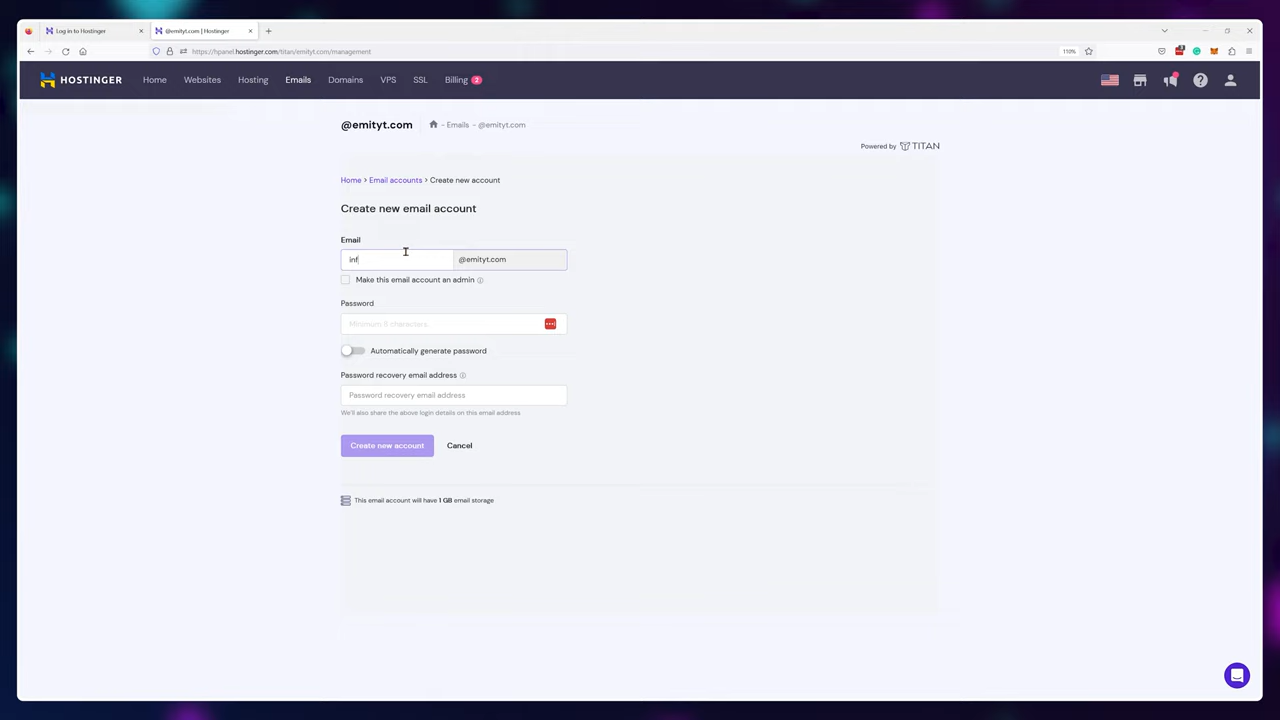 Log in to Hostinger
@emityt.com | Hostinger
https://hpanel.hostinger.com/titan/emityt.com/management
110%
HOSTINGER
Home
Websites
Hosting
Emails
Domains
VPS
SSL
Billing 2
@emityt.com
- Emails - @emityt.com
Powered by TITAN
Home > Email accounts > Create new account
Create new email account
Email
inf
@emityt.com
Make this email account an admin
Password
Minimum 8 characters.
Automatically generate password
Password recovery email address
Password recovery email address
We'll also share the above login details on this email address
Create new account
Cancel
This email account will have 1 GB email storage